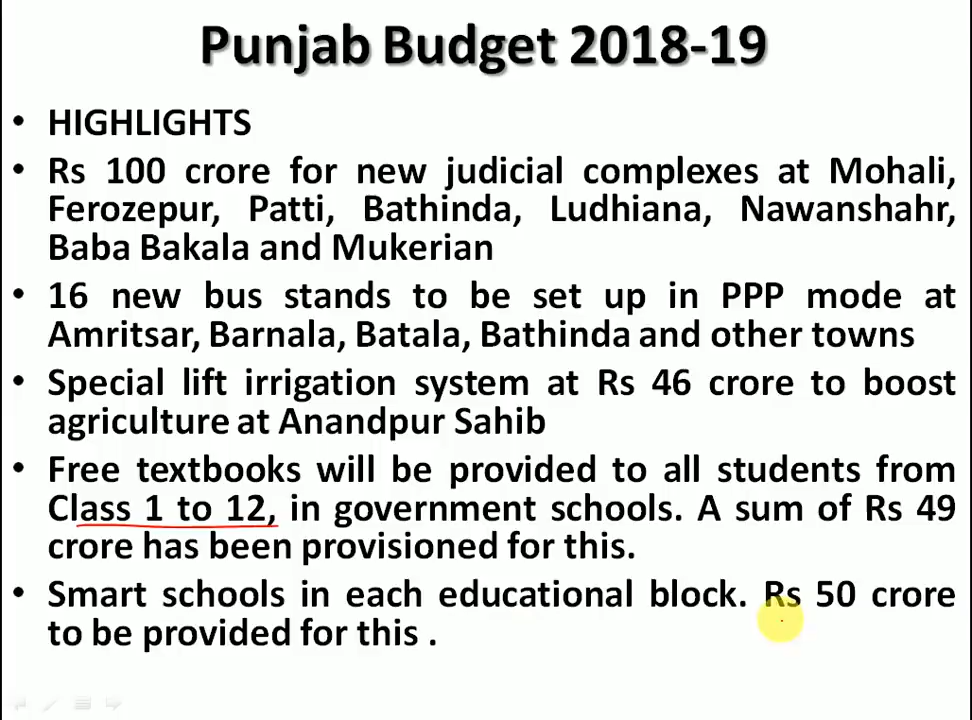 Punjab Budget 2018-19
• HIGHLIGHTS
• Rs 100 crore for new judicial complexes at Mohali,
Ferozepur, Patti, Bathinda, Ludhiana, Nawanshahr,
Baba Bakala and Mukerian
• 16 new bus stands to be set up in PPP mode at
Amritsar, Barnala, Batala, Bathinda and other towns
• Special lift irrigation system at Rs 46 crore to boost
agriculture at Anandpur Sahib
• Free textbooks will be provided to all students from
Class 1 to 12, in government schools. A sum of Rs 49
crore has been provisioned for this.
• Smart schools in each educational block. Rs 50 crore
to be provided for this .